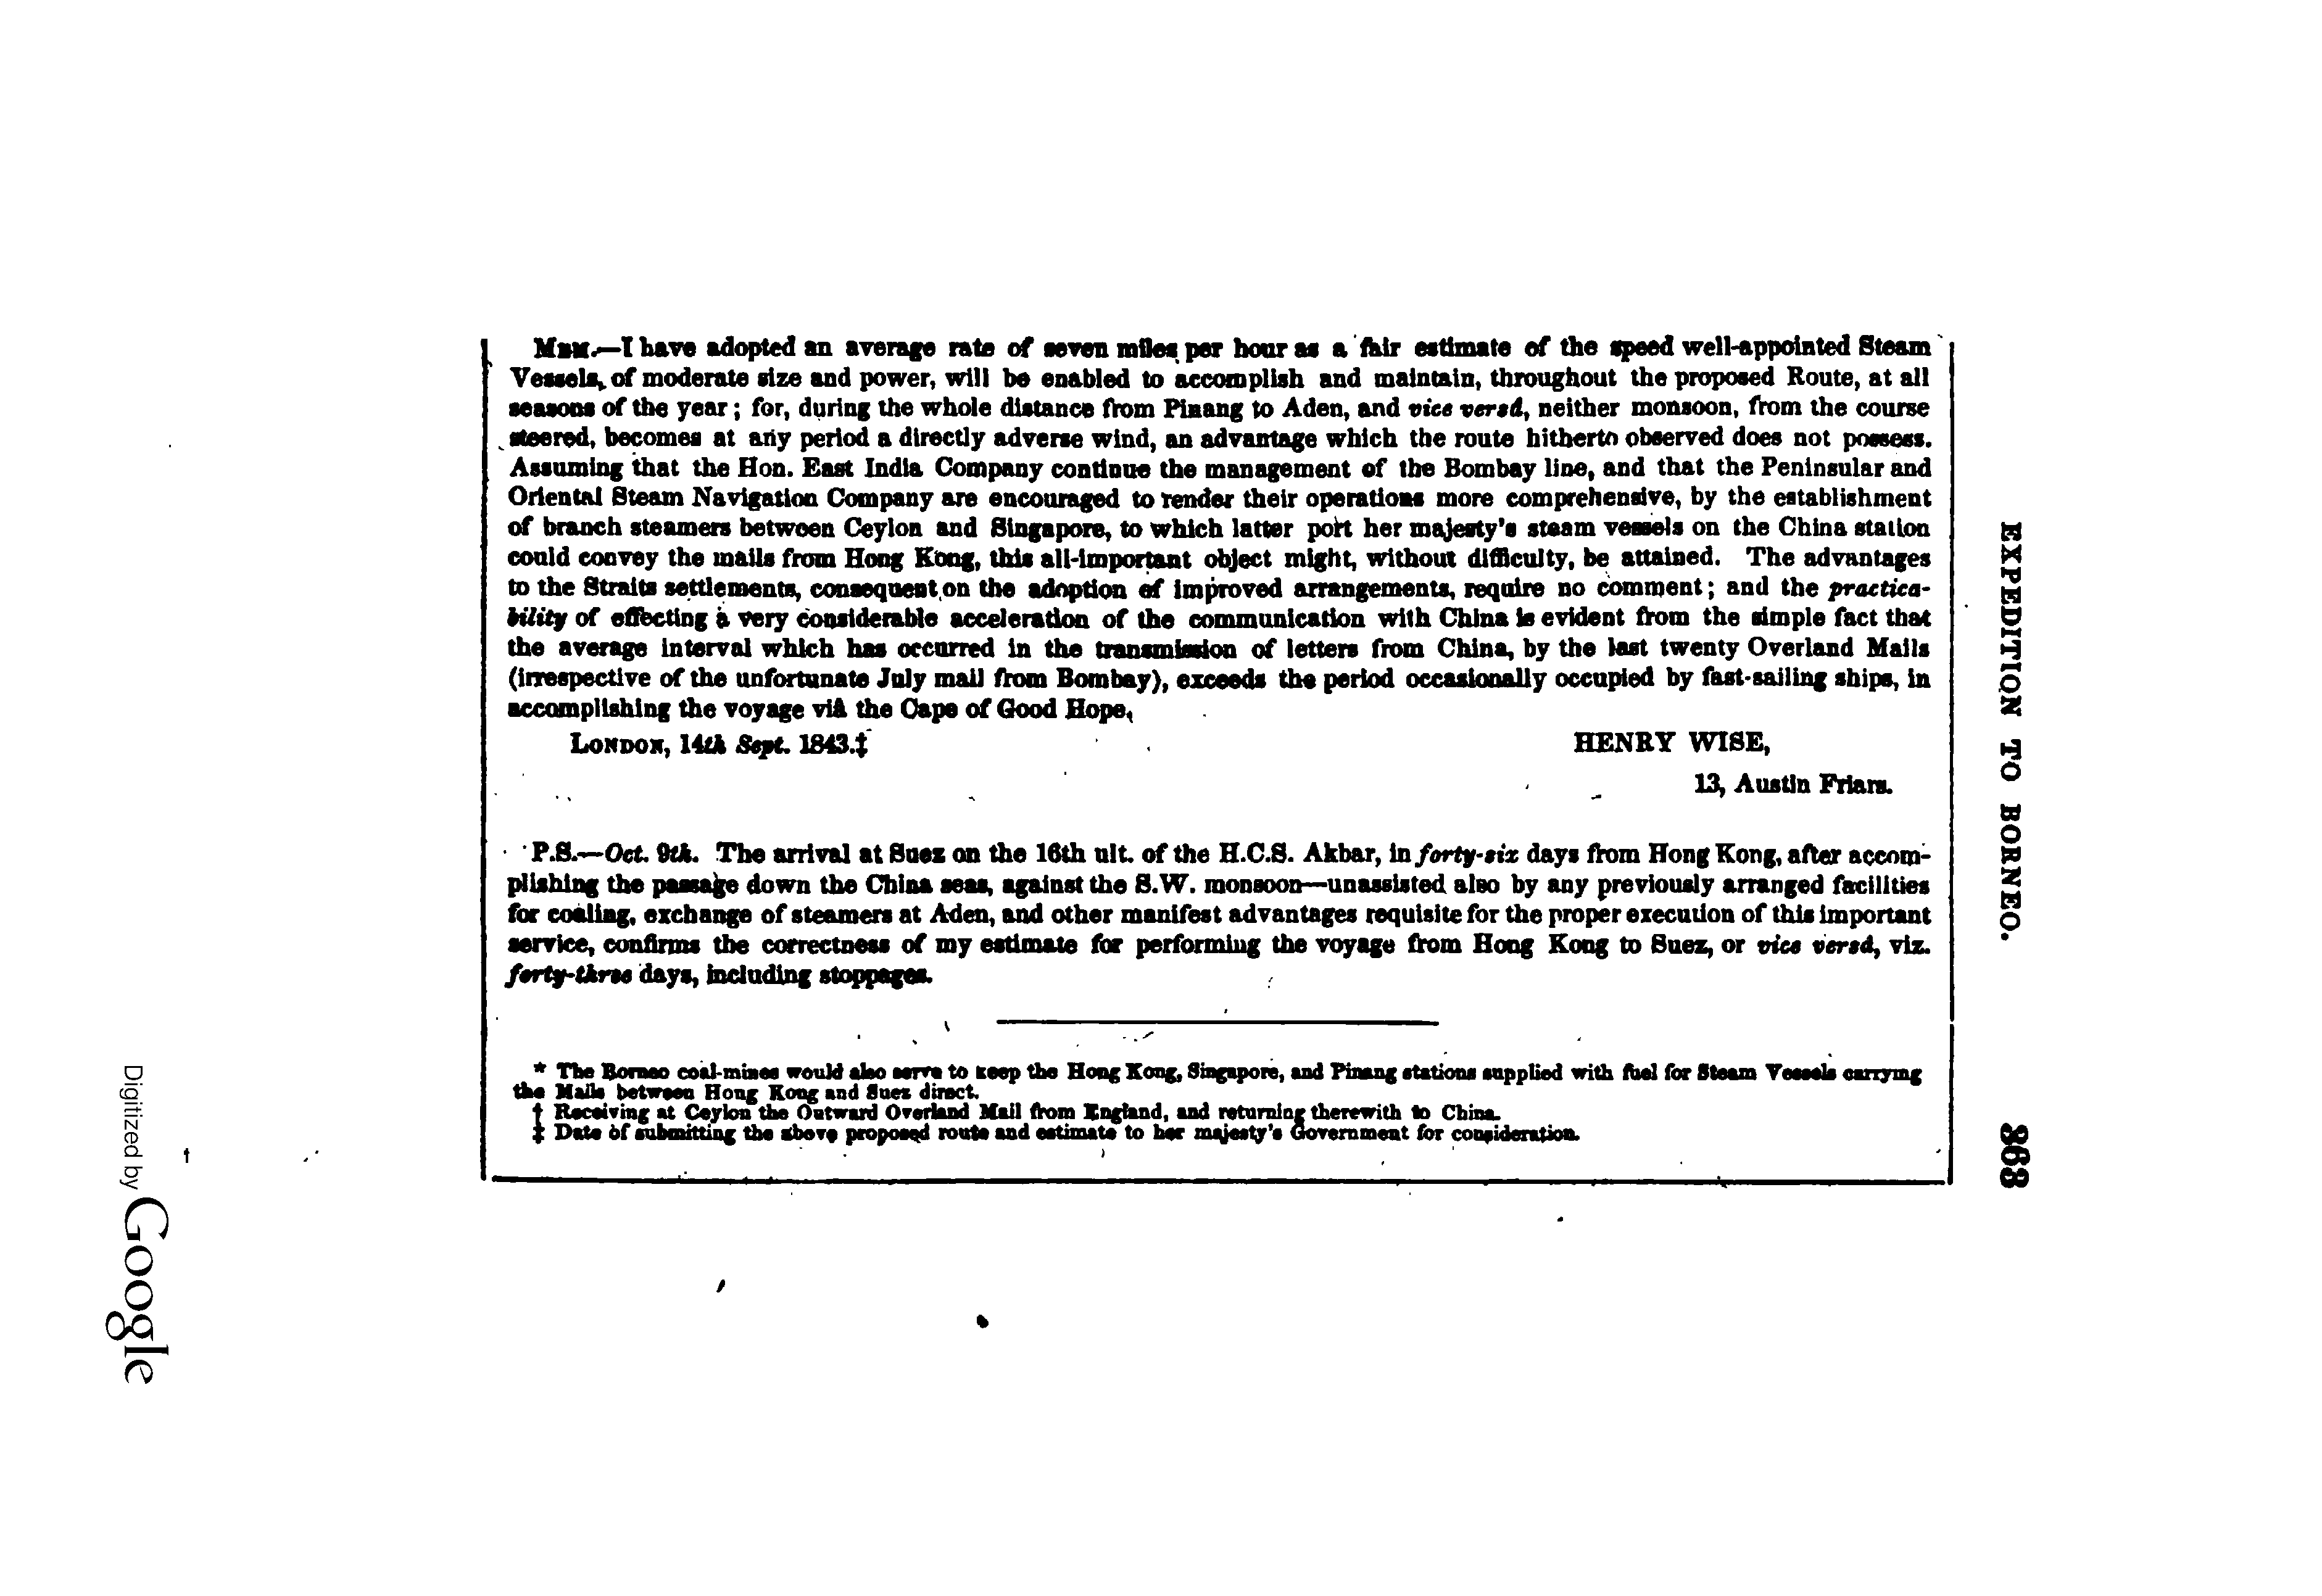 MEM.—I have adopted an average rate of seven miles per hour as a fair estimate of the speed well-appointed Steam
Vessels, of moderate size and power, will be enabled to accomplish and maintain, throughout the proposed Route, at all
seasons of the year; for, during the whole distance from Pinang to Aden, and vice versâ, neither monsoon, from the course
steered, becomes at any period a directly adverse wind, an advantage which the route hitherto observed does not possess.
Assuming that the Hon. East India Company continue the management of the Bombay line, and that the Peninsular and
Oriental Steam Navigation Company are encouraged to render their operations more comprehensive, by the establishment
of branch steamers between Ceylon and Singapore, to which latter port her majesty's steam vessels on the China station
could convey the mails from Hong Kong, this all-important object might, without difficulty, be attained. The advantages
to the Straits settlements, consequent on the adoption of improved arrangements, require no comment; and the practica-
bility of effecting a very considerable acceleration of the communication with China is evident from the simple fact that
the average interval which has occurred in the transmission of letters from China, by the last twenty Overland Mails
(irrespective of the unfortunate July mail from Bombay), exceeds the period occasionally occupied by fast-sailing ships, in
accomplishing the voyage viâ the Cape of Good Hope.
LONDON, 14th Sept. 1843.‡
HENRY WISE,
13, Austin Friars.
P.S.—Oct. 9th. The arrival at Suez on the 16th ult. of the H.C.S. Akbar, in forty-six days from Hong Kong, after accom-
plishing the passage down the China seas, against the S.W. monsoon—unassisted also by any previously arranged facilities
for coaling, exchange of steamers at Aden, and other manifest advantages requisite for the proper execution of this important
service, confirms the correctness of my estimate for performing the voyage from Hong Kong to Suez, or vice versâ, viz.
forty-three days, including stoppages.
* The Borneo coal-mines would also serve to keep the Hong Kong, Singapore, and Pinang stations supplied with fuel for Steam Vessels carrying
the Mails between Hong Kong and Suez direct.
† Receiving at Ceylon the Outward Overland Mail from England, and returning therewith to China.
‡ Date of submitting the above proposed route and estimate to her majesty's Government for consideration.
EXPEDITION TO BORNEO. 363
Digitized by Google